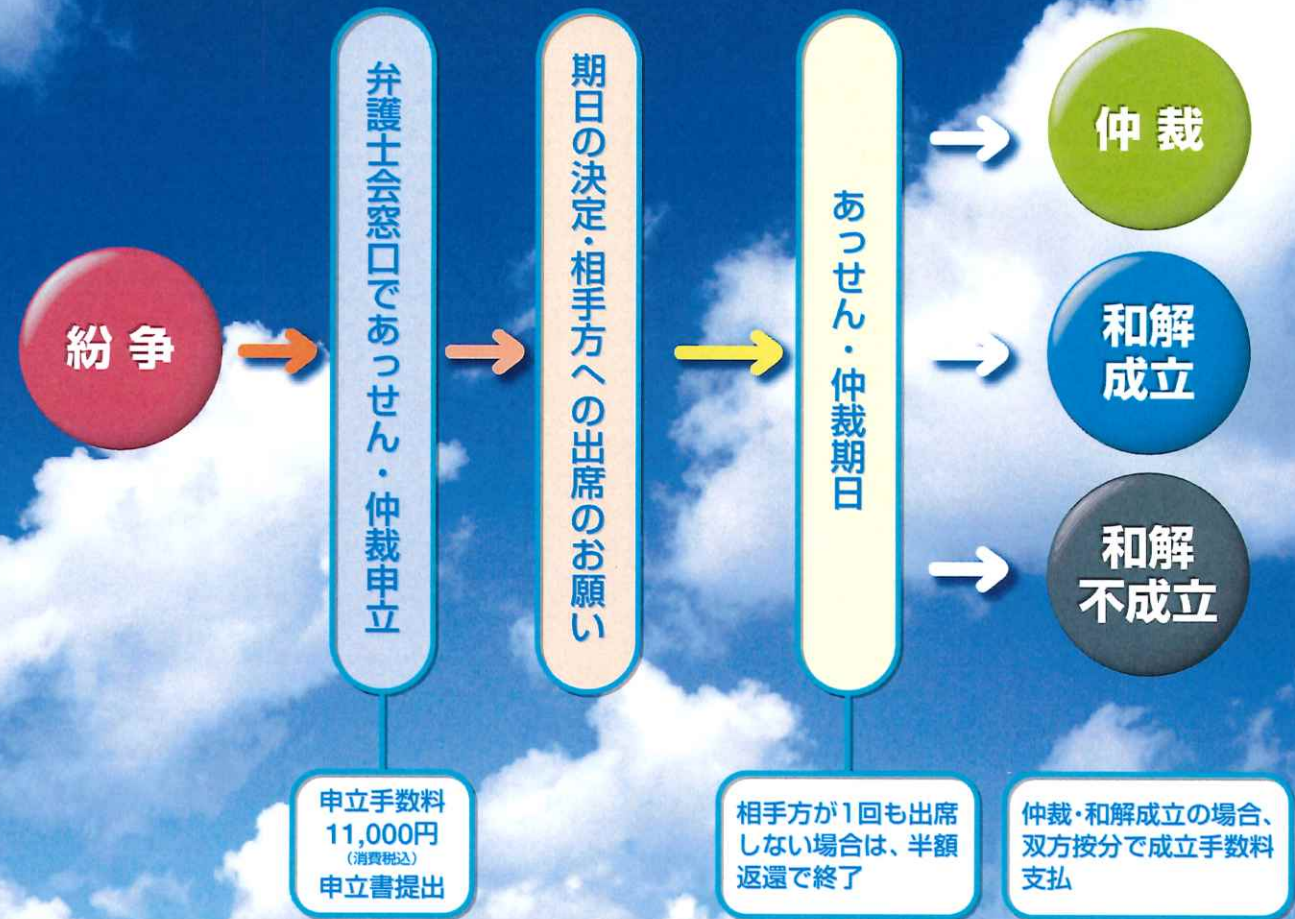 紛争
弁護士会窓口であっせん・仲裁申立
期日の決定・相手方への出席のお願い
あっせん・仲裁期日
仲裁
和解
成立
和解
不成立
申立手数料
11,000円
(消費税込)
申立書提出
相手方が1回も出席
しない場合は、半額
返還で終了
仲裁・和解成立の場合、
双方按分で成立手数料
支払